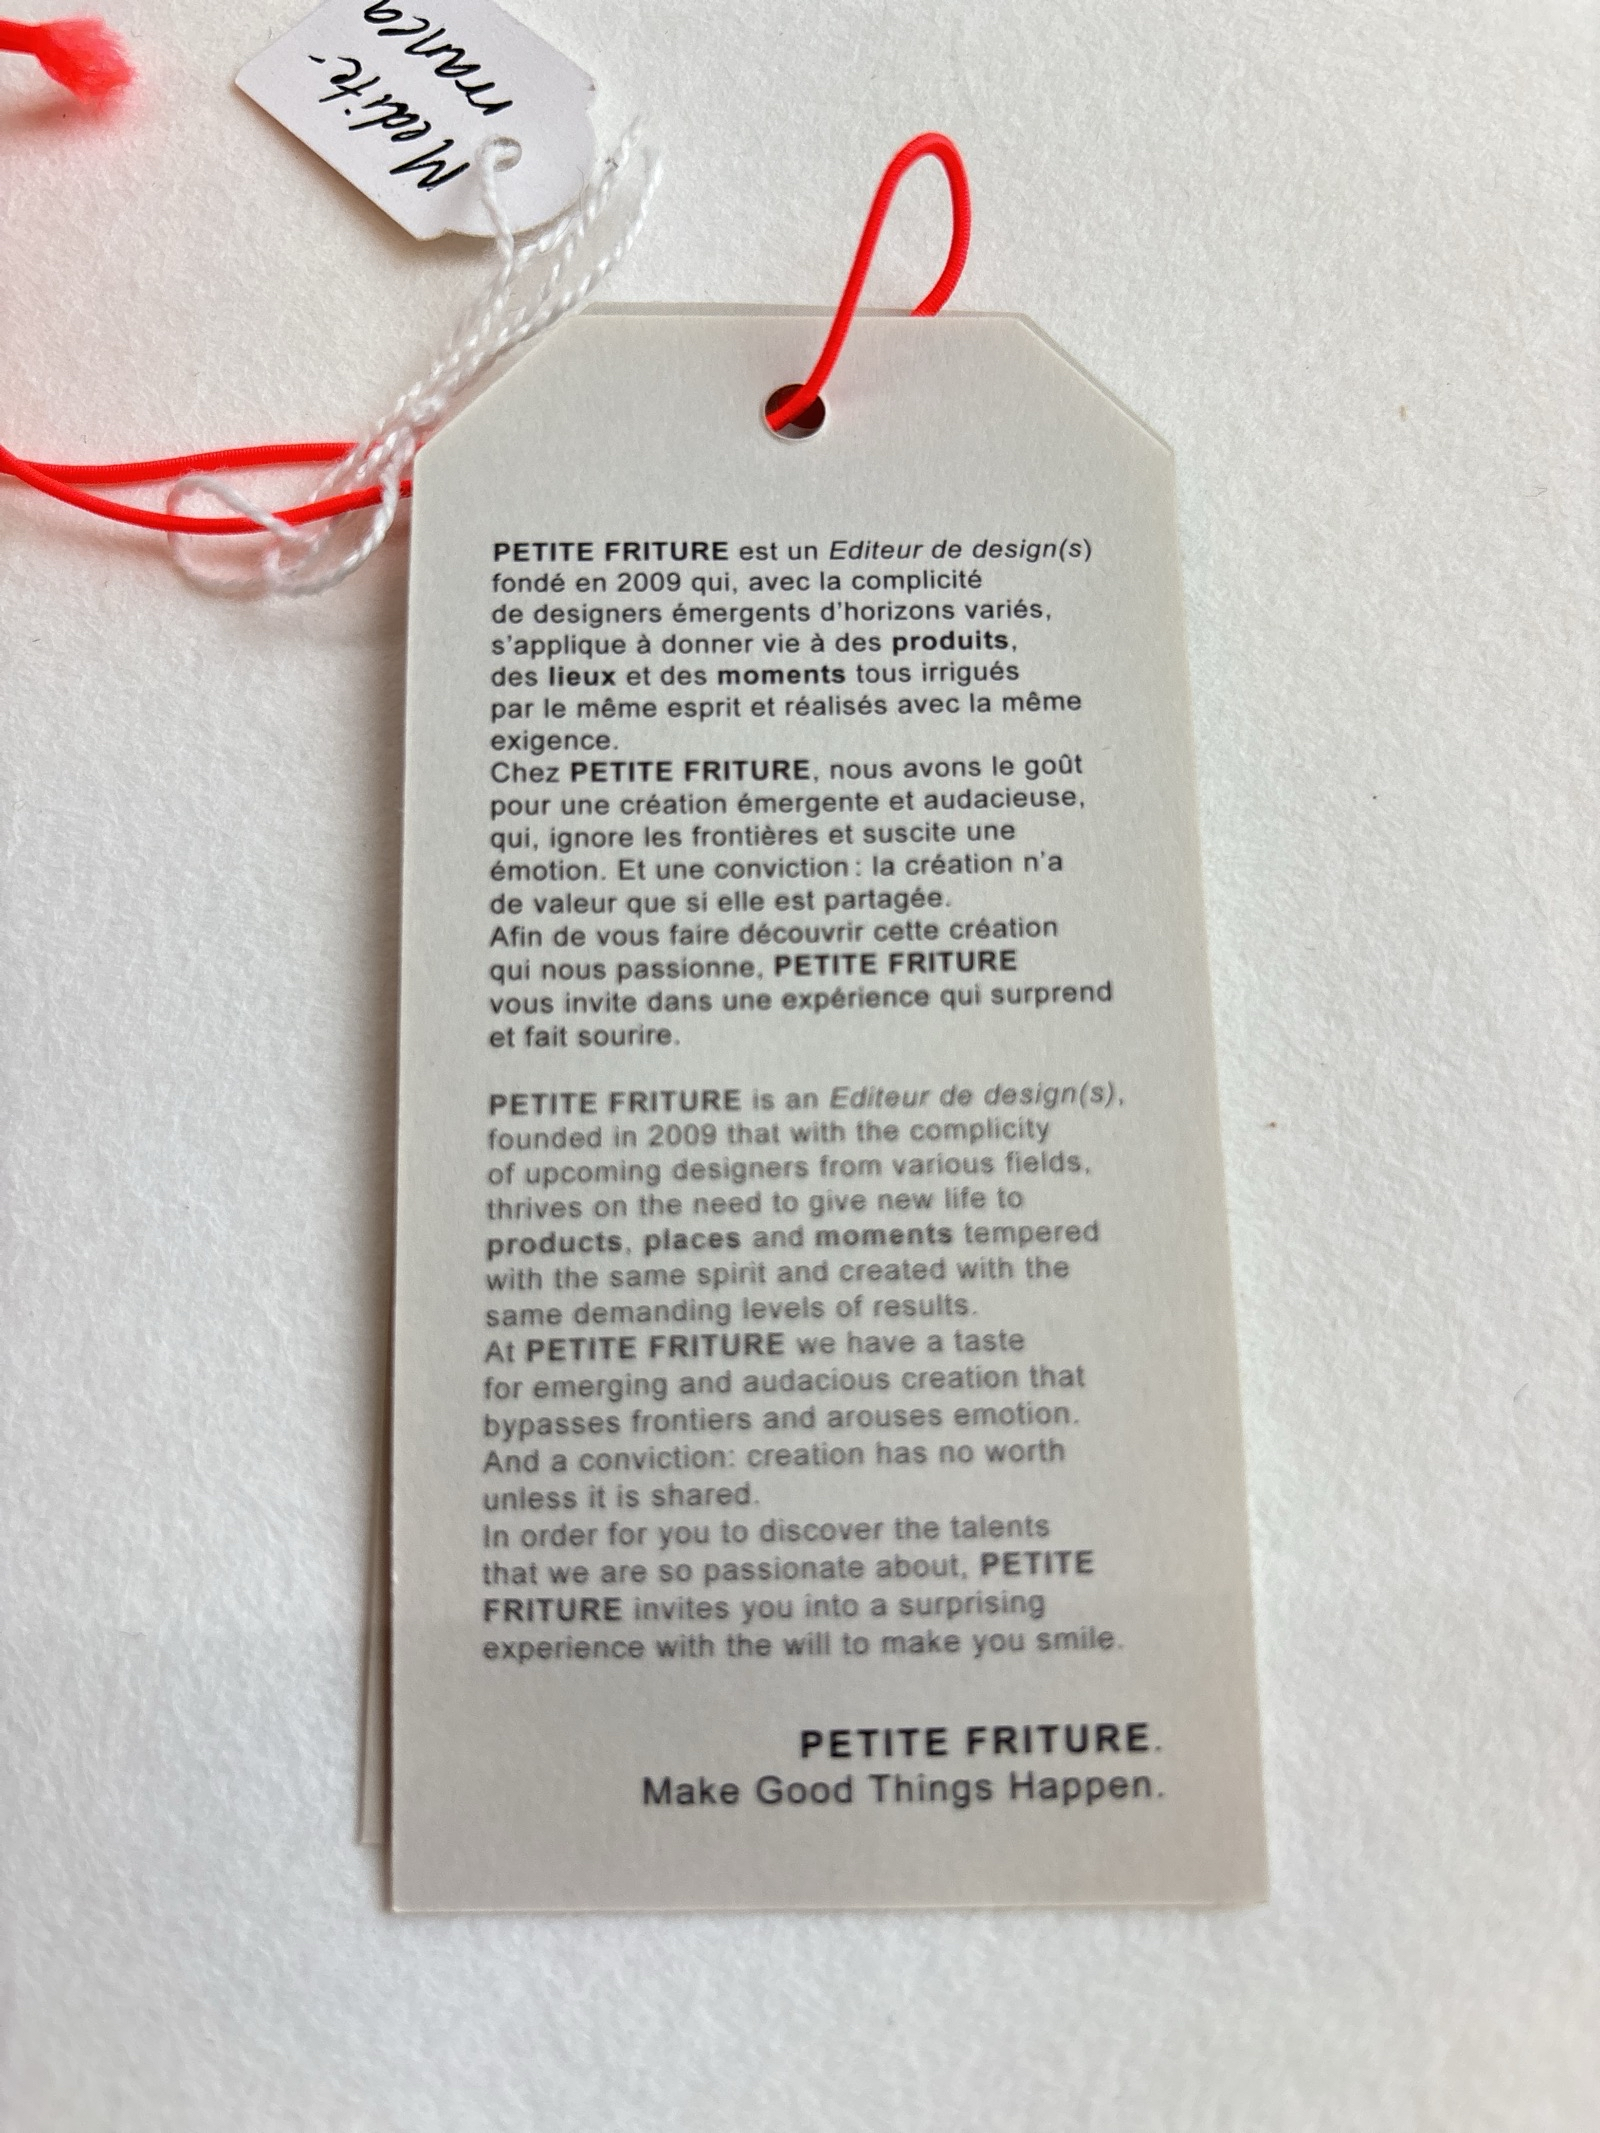 Medite-
rranea
PETITE FRITURE est un Editeur de design(s)
fondé en 2009 qui, avec la complicité
de designers émergents d'horizons variés,
s'applique à donner vie à des produits,
des lieux et des moments tous irrigués
par le même esprit et réalisés avec la même
exigence.
Chez PETITE FRITURE, nous avons le goût
pour une création émergente et audacieuse,
qui, ignore les frontières et suscite une
émotion. Et une conviction : la création n'a
de valeur que si elle est partagée.
Afin de vous faire découvrir cette création
qui nous passionne, PETITE FRITURE
vous invite dans une expérience qui surprend
et fait sourire.
PETITE FRITURE is an Editeur de design(s),
founded in 2009 that with the complicity
of upcoming designers from various fields,
thrives on the need to give new life to
products, places and moments tempered
with the same spirit and created with the
same demanding levels of results.
At PETITE FRITURE we have a taste
for emerging and audacious creation that
bypasses frontiers and arouses emotion.
And a conviction: creation has no worth
unless it is shared.
In order for you to discover the talents
that we are so passionate about, PETITE
FRITURE invites you into a surprising
experience with the will to make you smile.
PETITE FRITURE.
Make Good Things Happen.